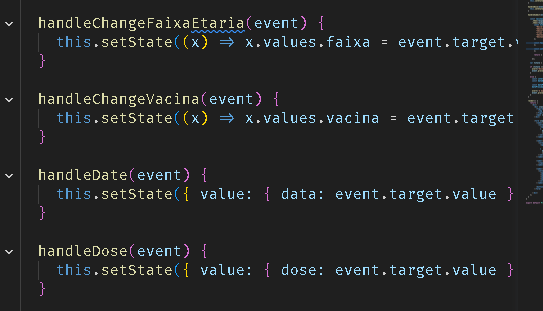 handleChangeFaixaEtaria(event) {
this.setState((x) => x.values.faixa = event.target.
}
handleChangeVacina(event) {
this.setState((x) => x.values.vacina = event.target
}
handleDate(event) {
this.setState({ value: { data: event.target.value }
}
handleDose(event) {
this.setState({ value: { dose: event.target.value }
}